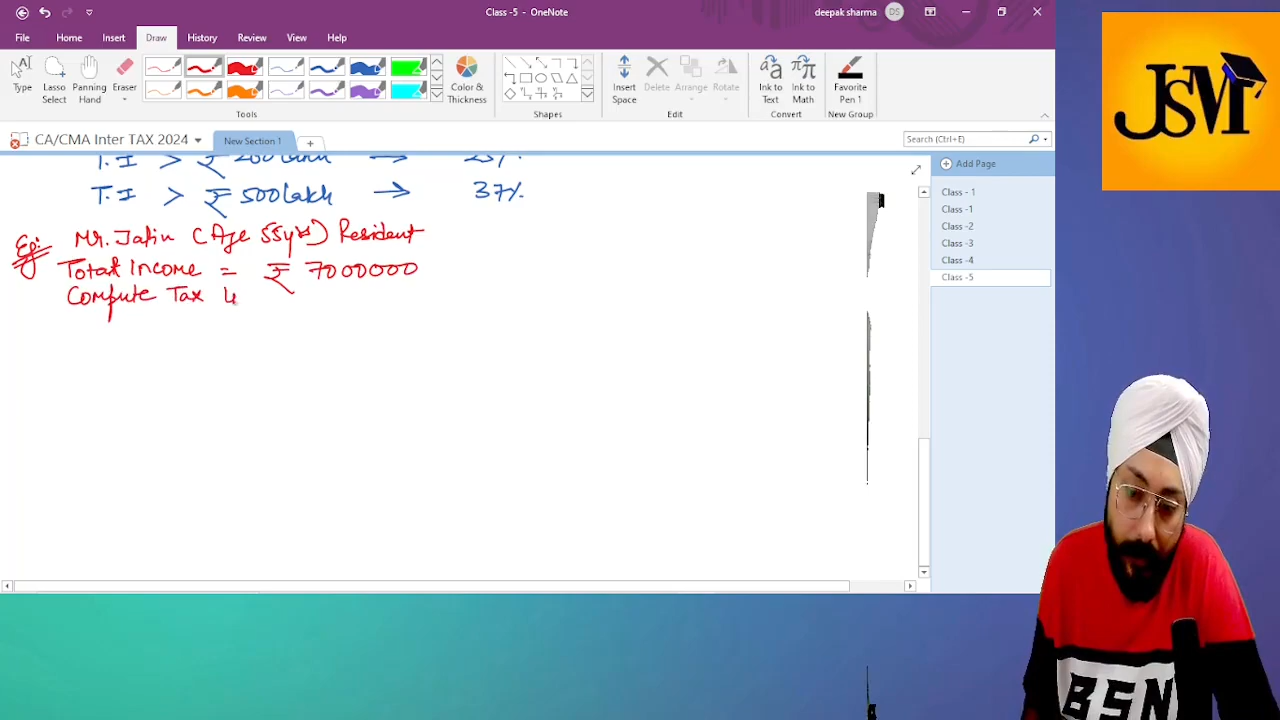 Class -5 - OneNote
deepak sharma DS
File Home Insert Draw History Review View Help
Type
Lasso Select
Panning Hand
Eraser
Color & Thickness
Insert Space
Delete
Arrange
Rotate
Ink to Text
Ink to Math
Favorite Pen 1
Tools Shapes Edit Convert New Group
CA/CMA Inter TAX 2024
New Section 1
Search (Ctrl+E)
Add Page
Class - 1
Class -1
Class -2
Class -3
Class -4
Class -5
T.I > ₹ 500 Lakh → 37%
Eg: Mr. Jatin (Age 55yrs) Resident
Total Income = ₹ 7000000
Compute Tax
JSM
BSN